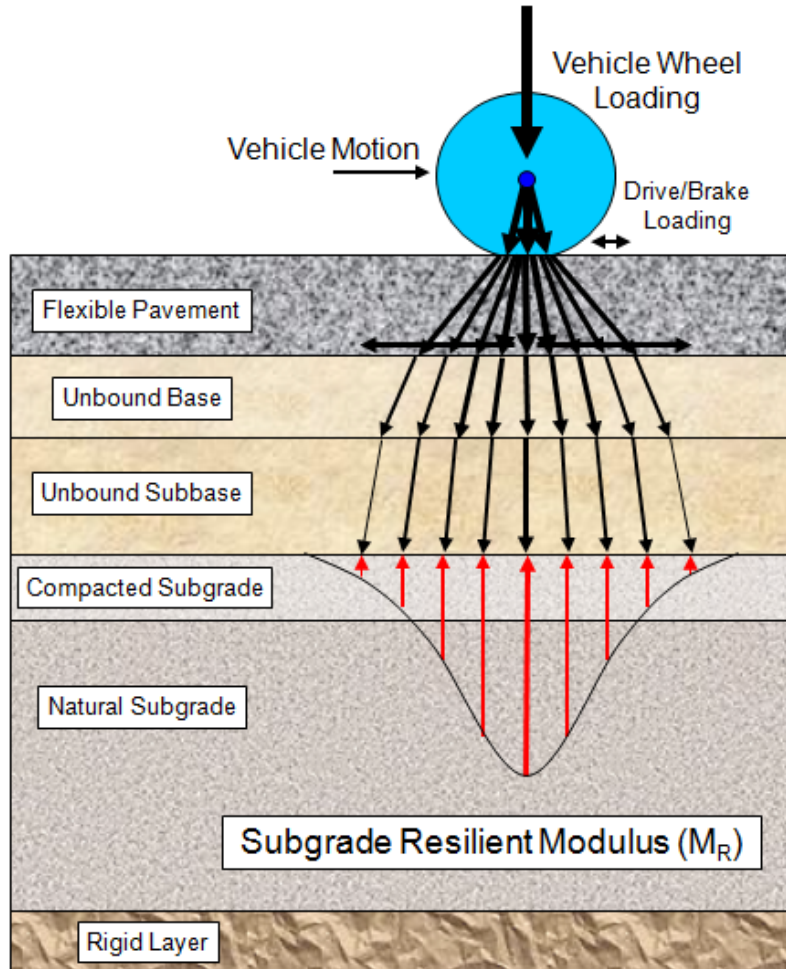 Vehicle Wheel
Loading
Vehicle Motion
Drive/Brake
Loading
Flexible Pavement
Unbound Base
Unbound Subbase
Compacted Subgrade
Natural Subgrade
Subgrade Resilient Modulus (M_R)
Rigid Layer